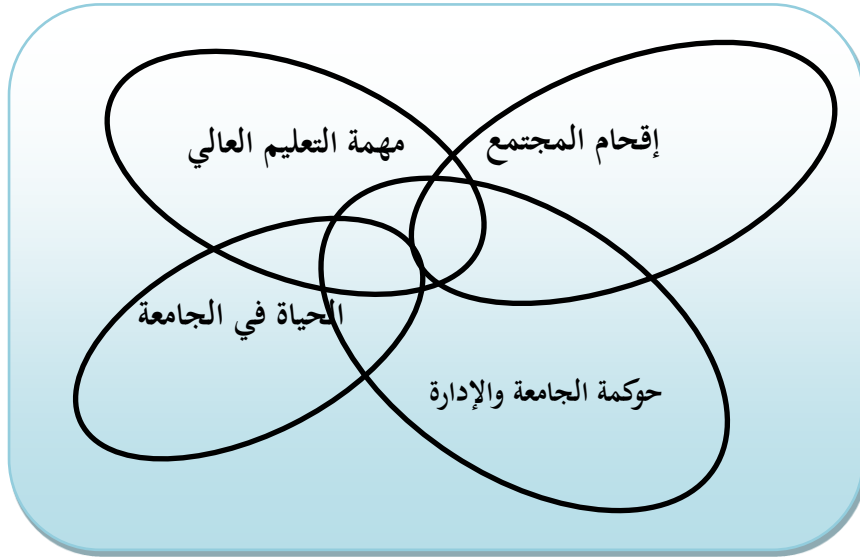 إقحام المجتمع
مهمة التعليم العالي
الحياة في الجامعة
حوكمة الجامعة والإدارة